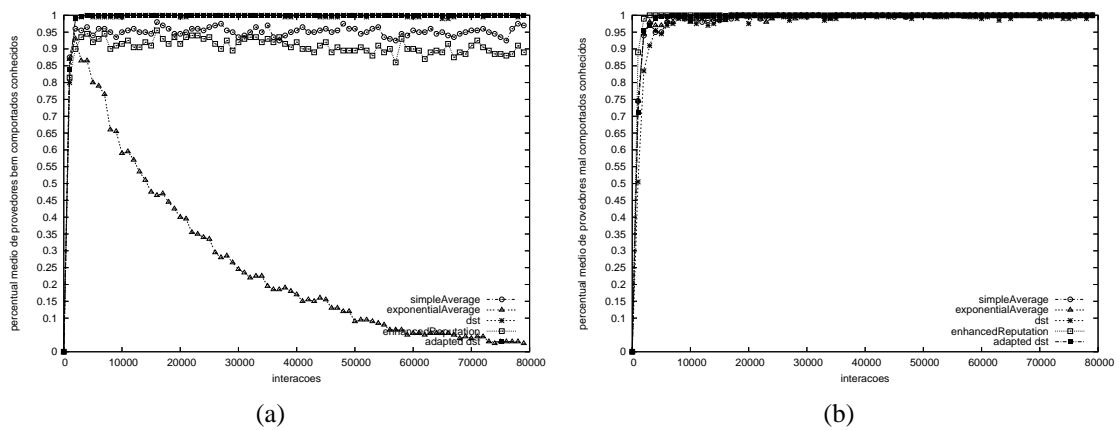 percentual medio de provedores bem comportados conhecidos
1
0.95
0.9
0.85
0.8
0.75
0.7
0.65
0.6
0.55
0.5
0.45
0.4
0.35
0.3
0.25
0.2
0.15
0.1
0.05
0
0 10000 20000 30000 40000 50000 60000 70000 80000
interacoes
simpleAverage
exponentialAverage
dst
enhancedReputation
adapted dst
(a)
percentual medio de provedores mal comportados conhecidos
1
0.95
0.9
0.85
0.8
0.75
0.7
0.65
0.6
0.55
0.5
0.45
0.4
0.35
0.3
0.25
0.2
0.15
0.1
0.05
0
0 10000 20000 30000 40000 50000 60000 70000 80000
interacoes
simpleAverage
exponentialAverage
dst
enhancedReputation
adapted dst
(b)